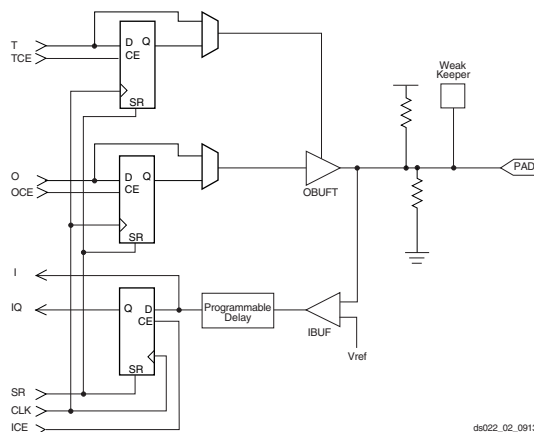 T
TCE
D Q
CE
SR
Weak
Keeper
O
OCE
D Q
CE
SR
OBUFT
PAD
I
IQ
Q D
CE
SR
Programmable
Delay
IBUF
Vref
SR
CLK
ICE